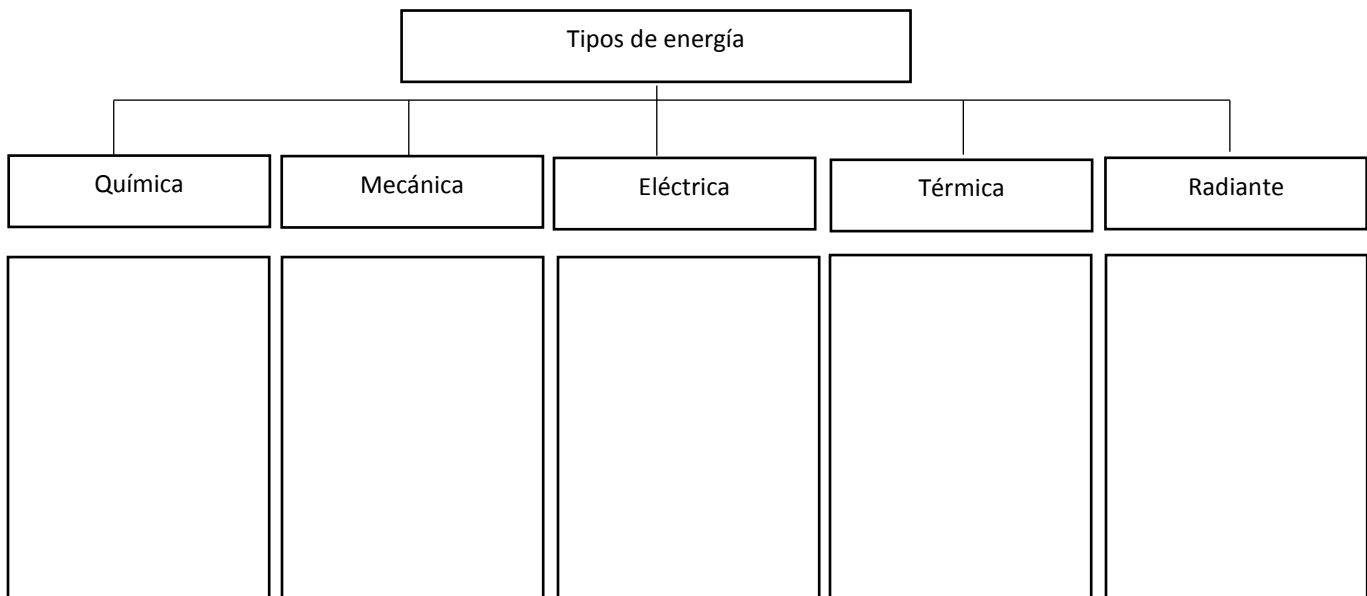 Tipos de energía
Química
Mecánica
Eléctrica
Térmica
Radiante